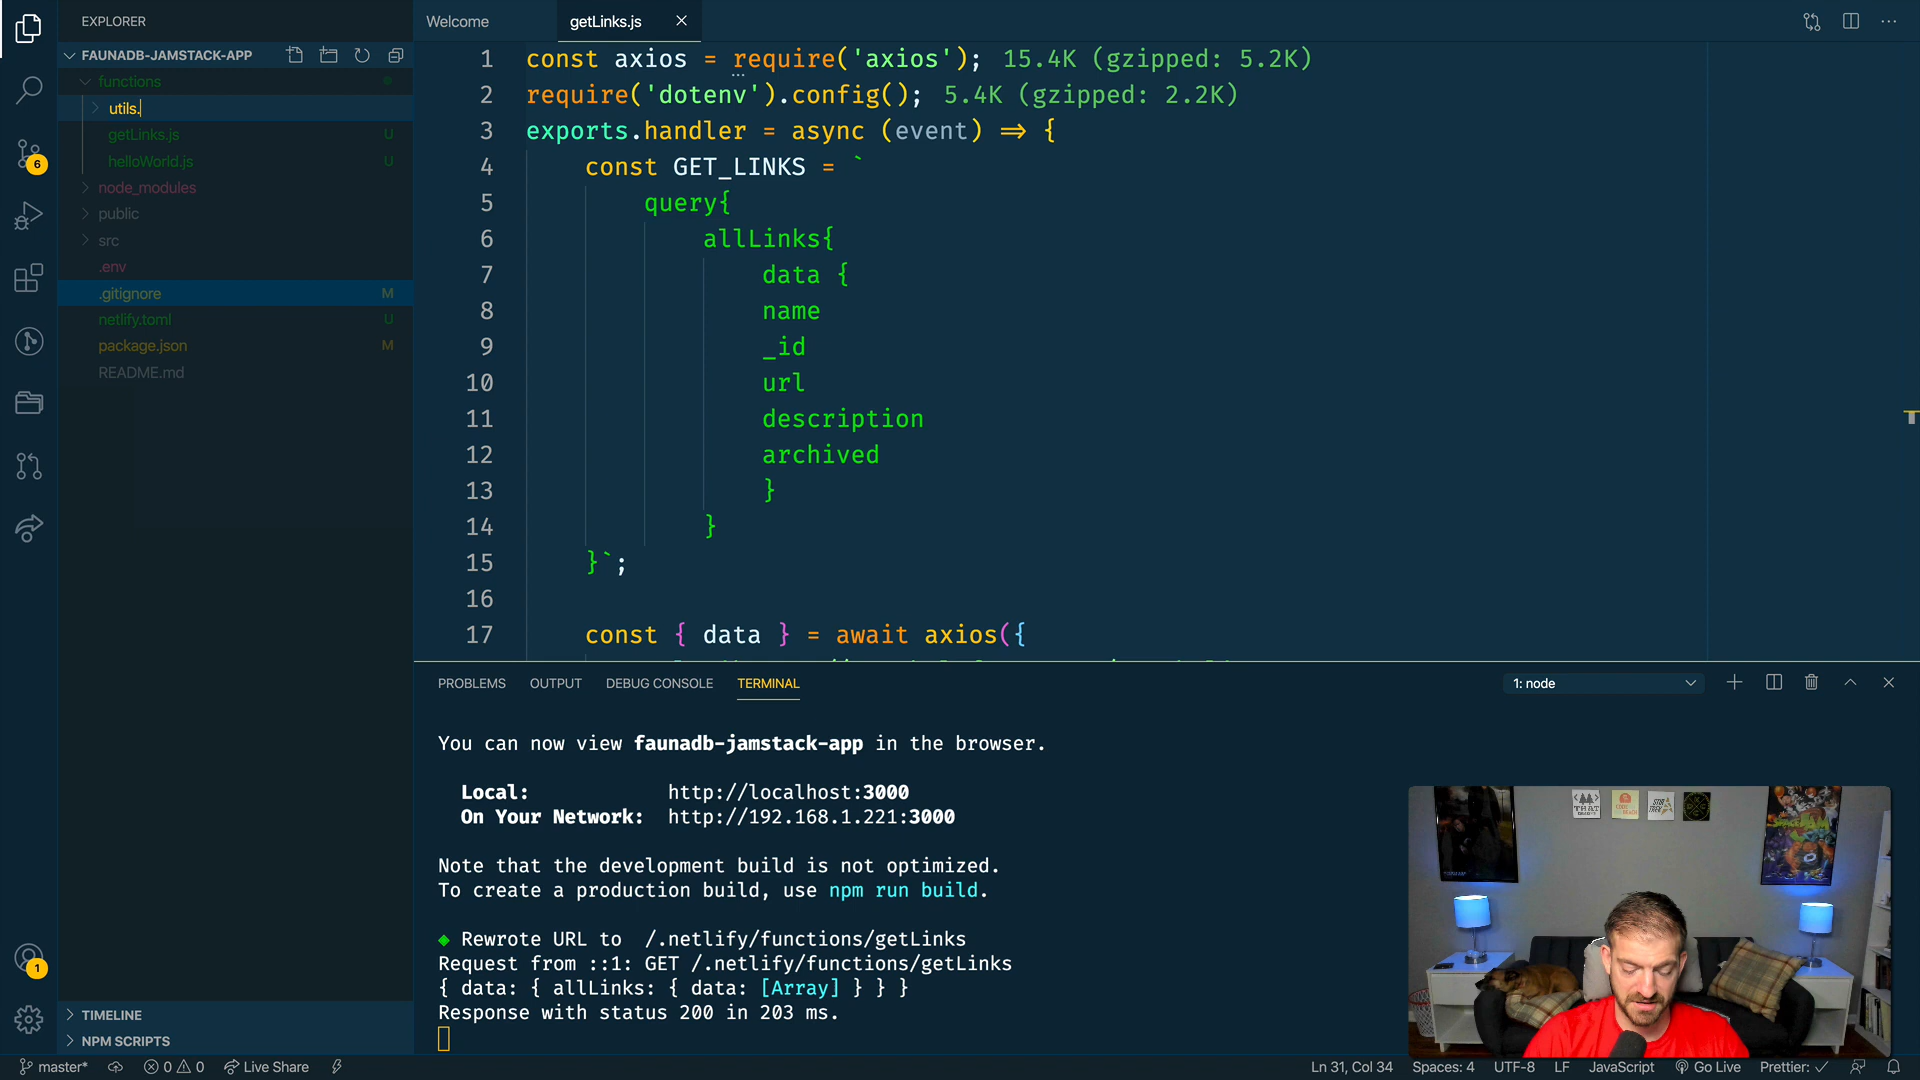 EXPLORER
Welcome
getLinks.js
FAUNADB-JAMSTACK-APP
functions
utils.
getLinks.js U
helloWorld.js U
node_modules
public
src
.env
.gitignore M
netlify.toml U
package.json M
README.md
6
1 const axios = require('axios'); 15.4K (gzipped: 5.2K)
2 require('dotenv').config(); 5.4K (gzipped: 2.2K)
3 exports.handler = async (event) => {
4 const GET_LINKS = `
5 query{
6 allLinks{
7 data {
8 name
9 _id
10 url
11 description
12 archived
13 }
14 }
15 }`;
16
17 const { data } = await axios({
PROBLEMS OUTPUT DEBUG CONSOLE TERMINAL 1: node
You can now view faunadb-jamstack-app in the browser.
Local: http://localhost:3000
On Your Network: http://192.168.1.221:3000
Note that the development build is not optimized.
To create a production build, use npm run build.
◆ Rewrote URL to /.netlify/functions/getLinks
Request from ::1: GET /.netlify/functions/getLinks
{ data: { allLinks: { data: [Array] } } }
Response with status 200 in 203 ms.
1
TIMELINE
NPM SCRIPTS
master* 0 0 Live Share Ln 31, Col 34 Spaces: 4 UTF-8 LF JavaScript Go Live Prettier: ✓